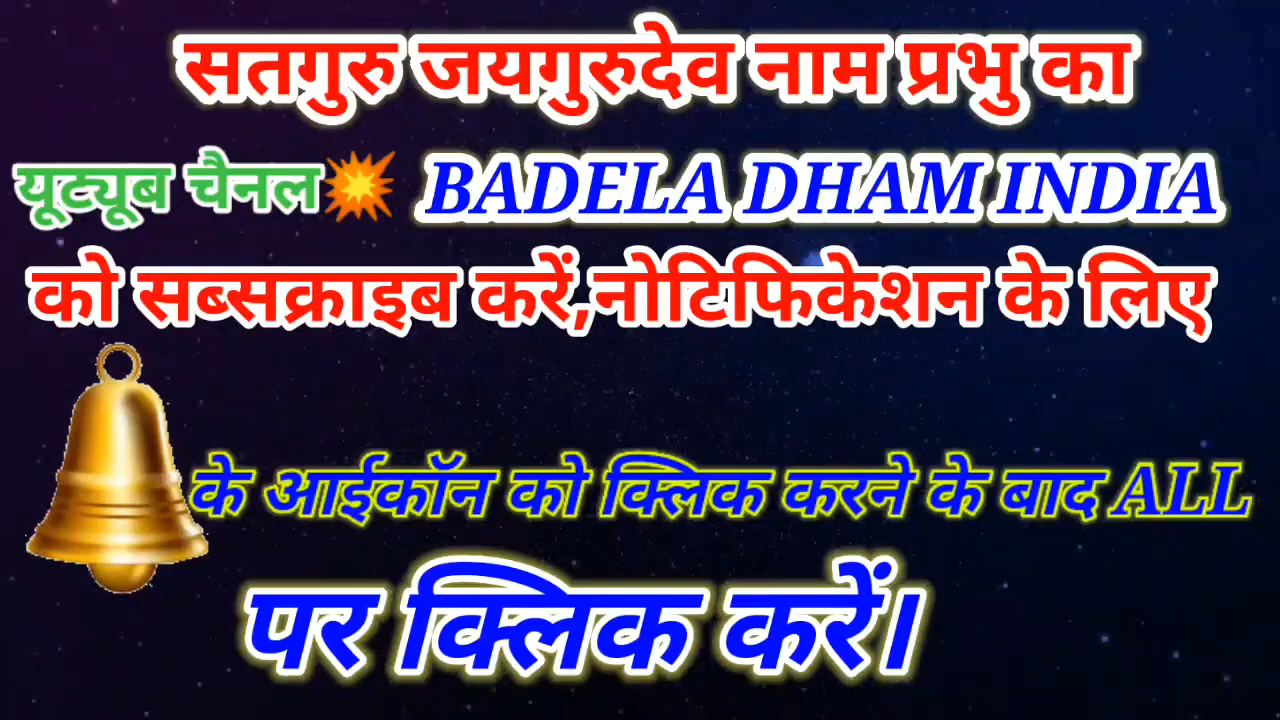 सतगुरु जयगुरुदेव नाम प्रभु का
यूट्यूब चैनल💥 BADELA DHAM INDIA
को सब्सक्राइब करें,नोटिफिकेशन के लिए
के आईकॉन को क्लिक करने के बाद ALL
पर क्लिक करें।